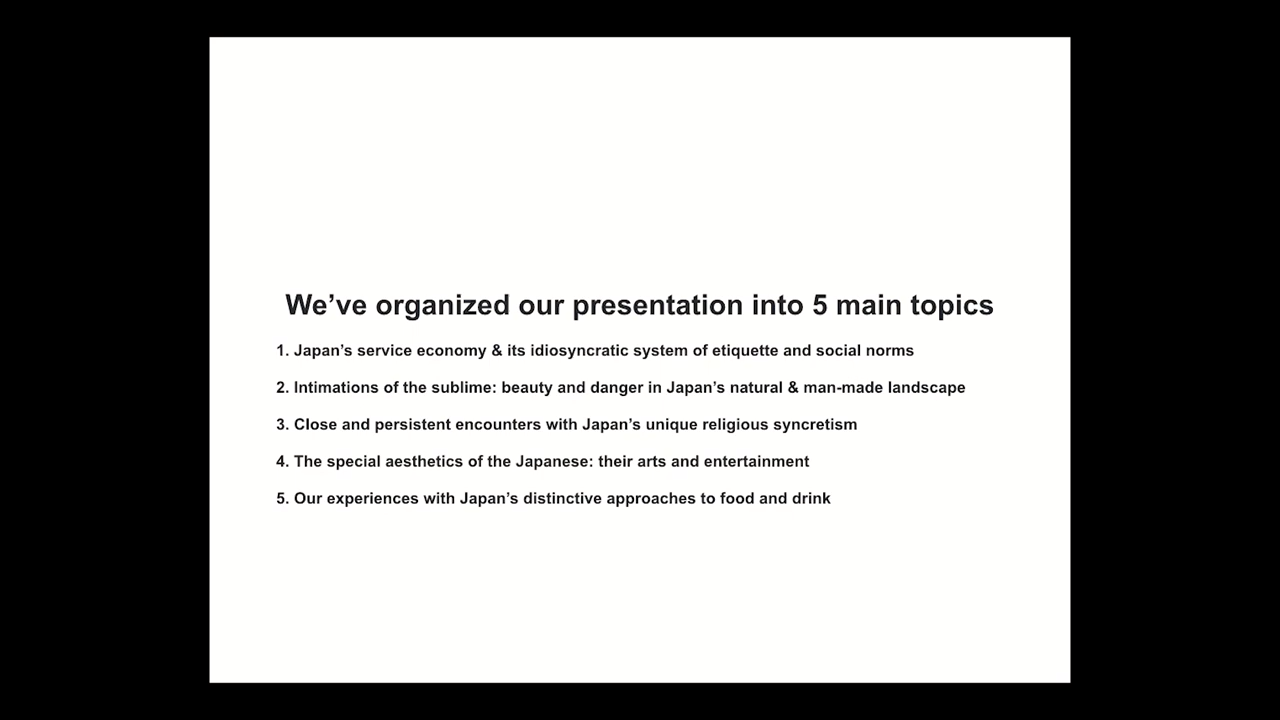 We’ve organized our presentation into 5 main topics
1. Japan’s service economy & its idiosyncratic system of etiquette and social norms
2. Intimations of the sublime: beauty and danger in Japan’s natural & man-made landscape
3. Close and persistent encounters with Japan’s unique religious syncretism
4. The special aesthetics of the Japanese: their arts and entertainment
5. Our experiences with Japan’s distinctive approaches to food and drink